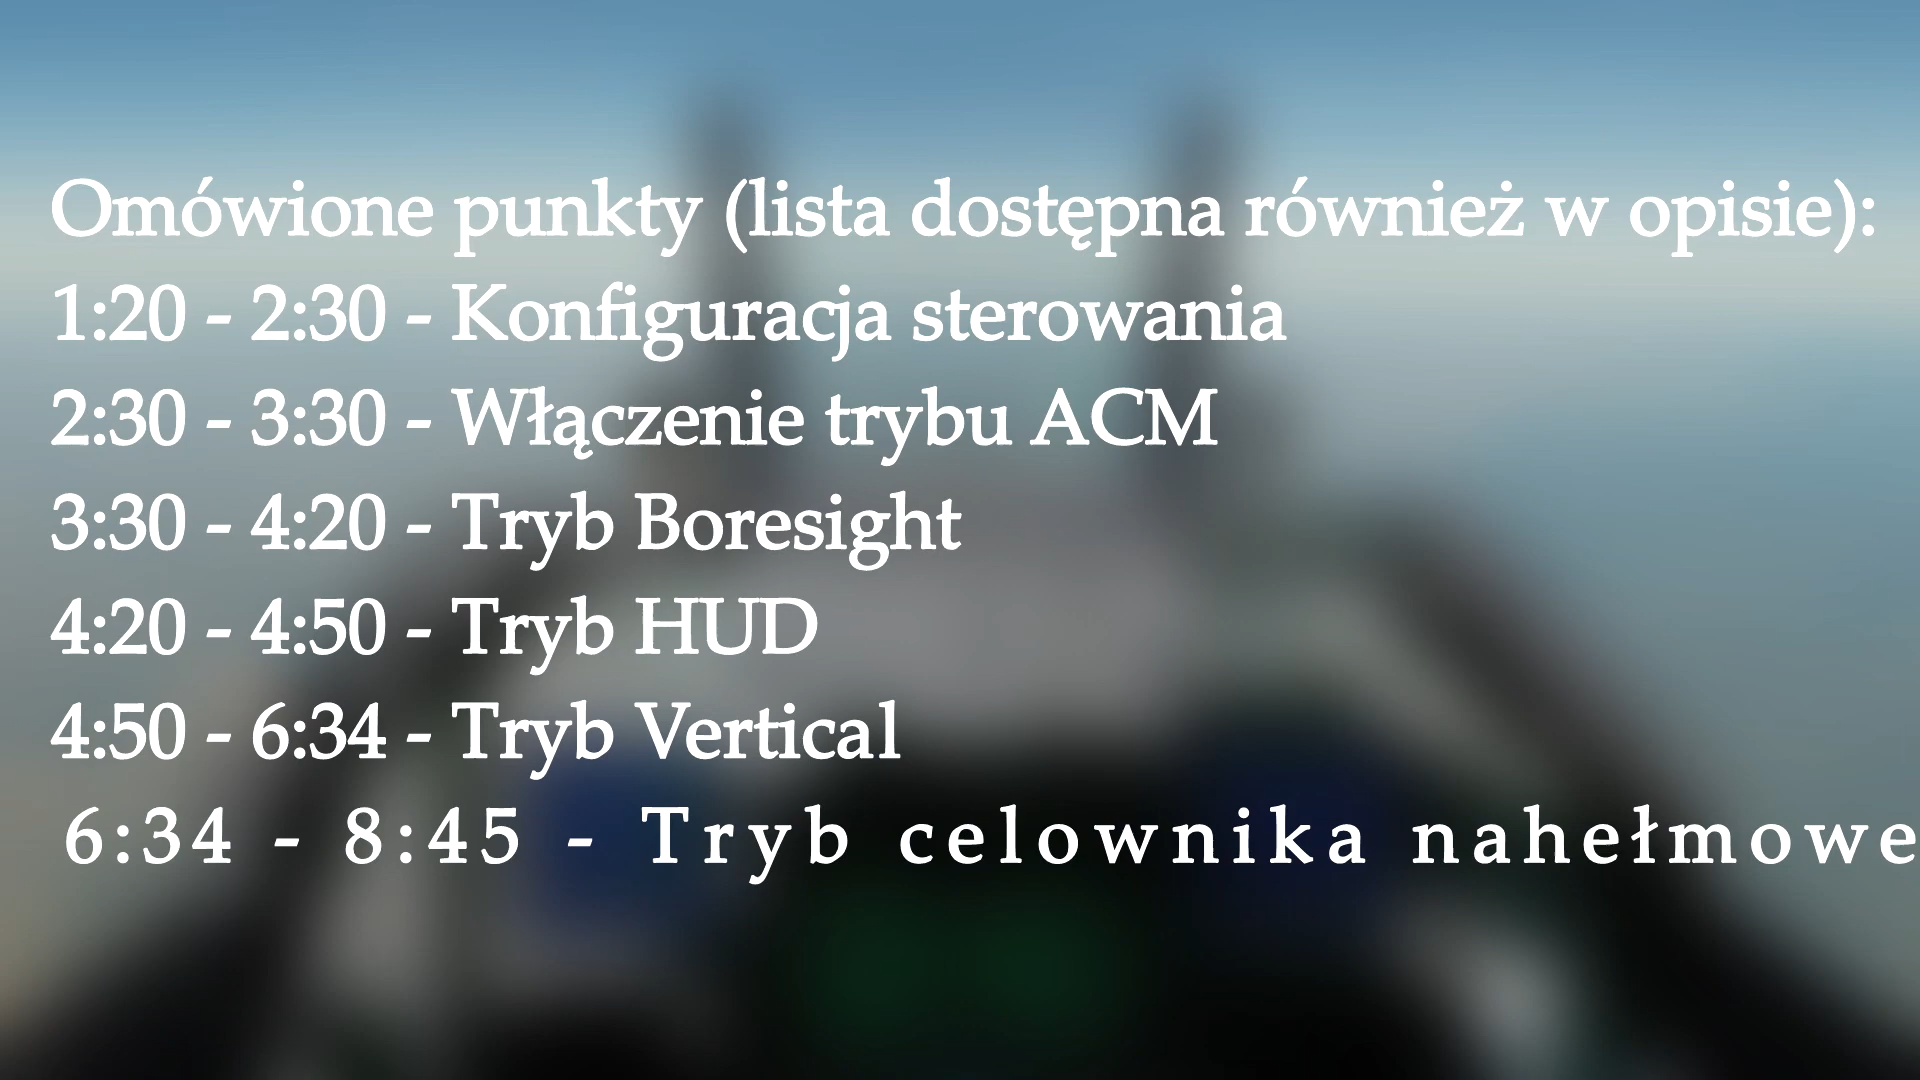 Omówione punkty (lista dostępna również w opisie):
1:20 - 2:30 - Konfiguracja sterowania
2:30 - 3:30 - Włączenie trybu ACM
3:30 - 4:20 - Tryb Boresight
4:20 - 4:50 - Tryb HUD
4:50 - 6:34 - Tryb Vertical
6:34 - 8:45 - Tryb celownika nahełmowe